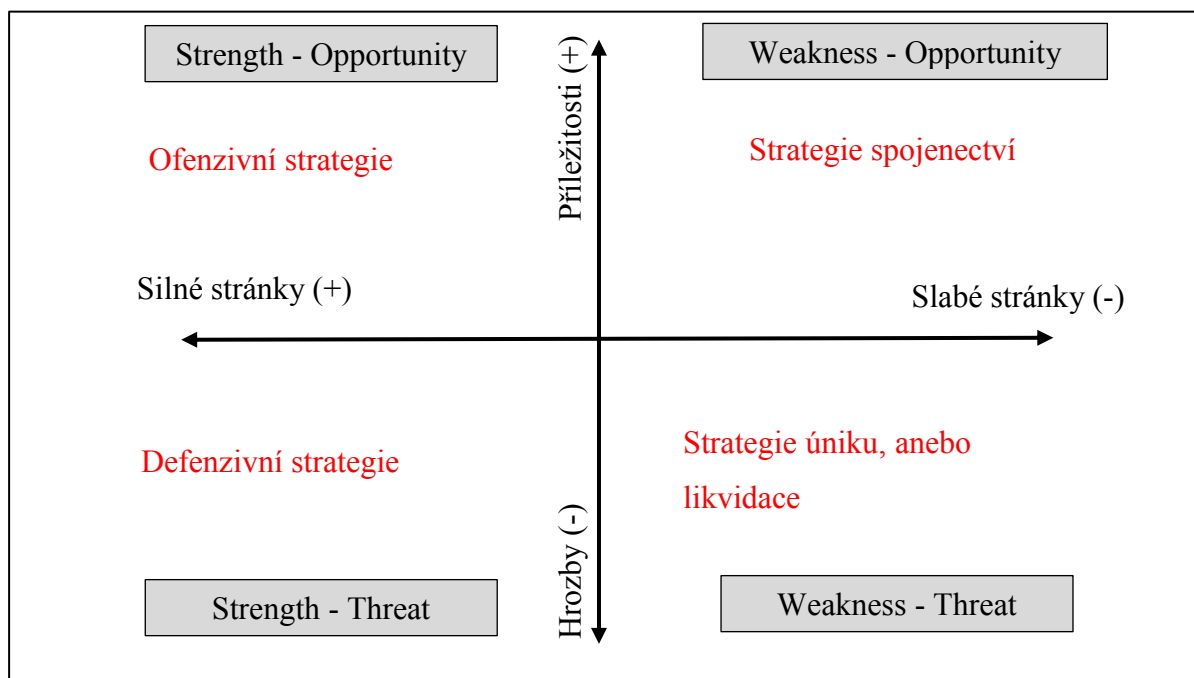 Strength - Opportunity
Weakness - Opportunity
Příležitosti (+)
Ofenzivní strategie
Strategie spojenectví
Silné stránky (+)
Slabé stránky (-)
Defenzivní strategie
Strategie úniku, anebo
likvidace
Hrozby (-)
Strength - Threat
Weakness - Threat